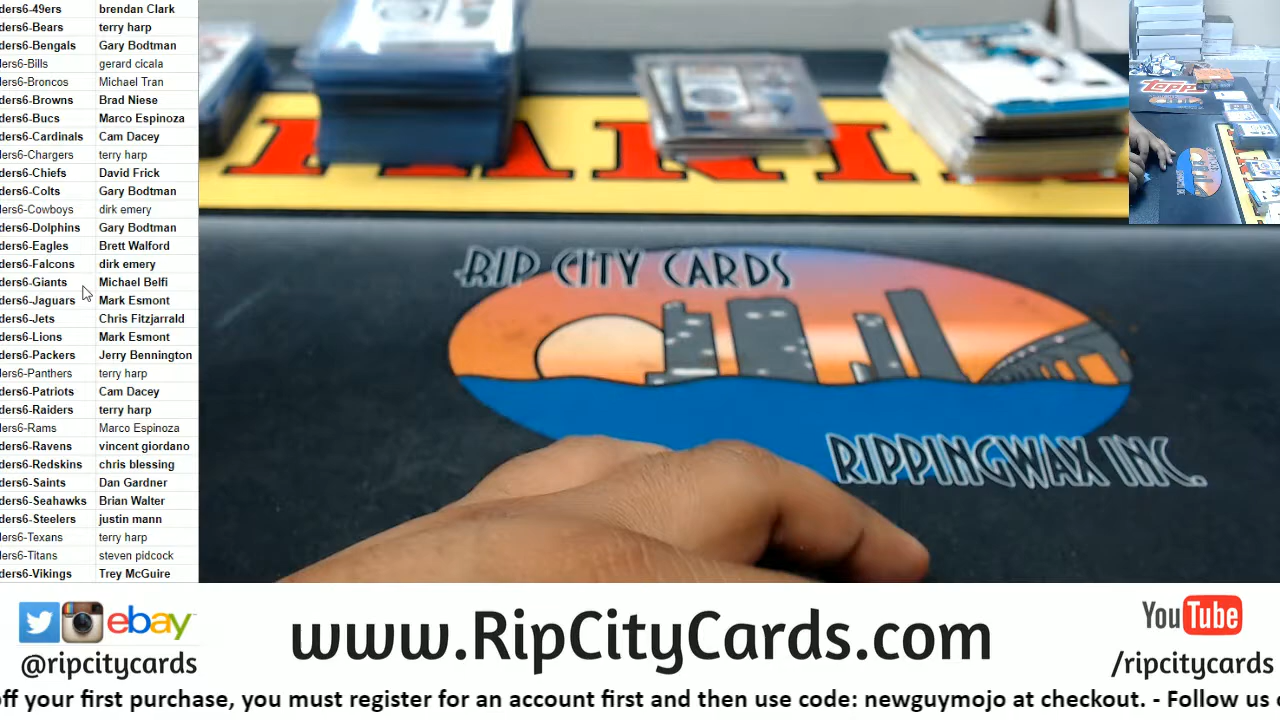 ders6-49ers brendan Clark
ders6-Bears terry harp
ders6-Bengals Gary Bodtman
ders6-Bills gerard cicala
ders6-Broncos Michael Tran
ders6-Browns Brad Niese
ders6-Bucs Marco Espinoza
ders6-Cardinals Cam Dacey
ders6-Chargers terry harp
ders6-Chiefs David Frick
ders6-Colts Gary Bodtman
ders6-Cowboys dirk emery
ders6-Dolphins Gary Bodtman
ders6-Eagles Brett Walford
ders6-Falcons dirk emery
ders6-Giants Michael Belfi
ders6-Jaguars Mark Esmont
ders6-Jets Chris Fitzjarrald
ders6-Lions Mark Esmont
ders6-Packers Jerry Bennington
ders6-Panthers terry harp
ders6-Patriots Cam Dacey
ders6-Raiders terry harp
ders6-Rams Marco Espinoza
ders6-Ravens vincent giordano
ders6-Redskins chris blessing
ders6-Saints Dan Gardner
ders6-Seahawks Brian Walter
ders6-Steelers justin mann
ders6-Texans terry harp
ders6-Titans steven pidcock
ders6-Vikings Trey McGuire
PANINI
TOPPS
RIP CITY CARDS
RIPPINGWAX INC.
ebay
@ripcitycards
www.RipCityCards.com
YouTube
/ripcitycards
off your first purchase, you must register for an account first and then use code: newguymojo at checkout. - Follow us